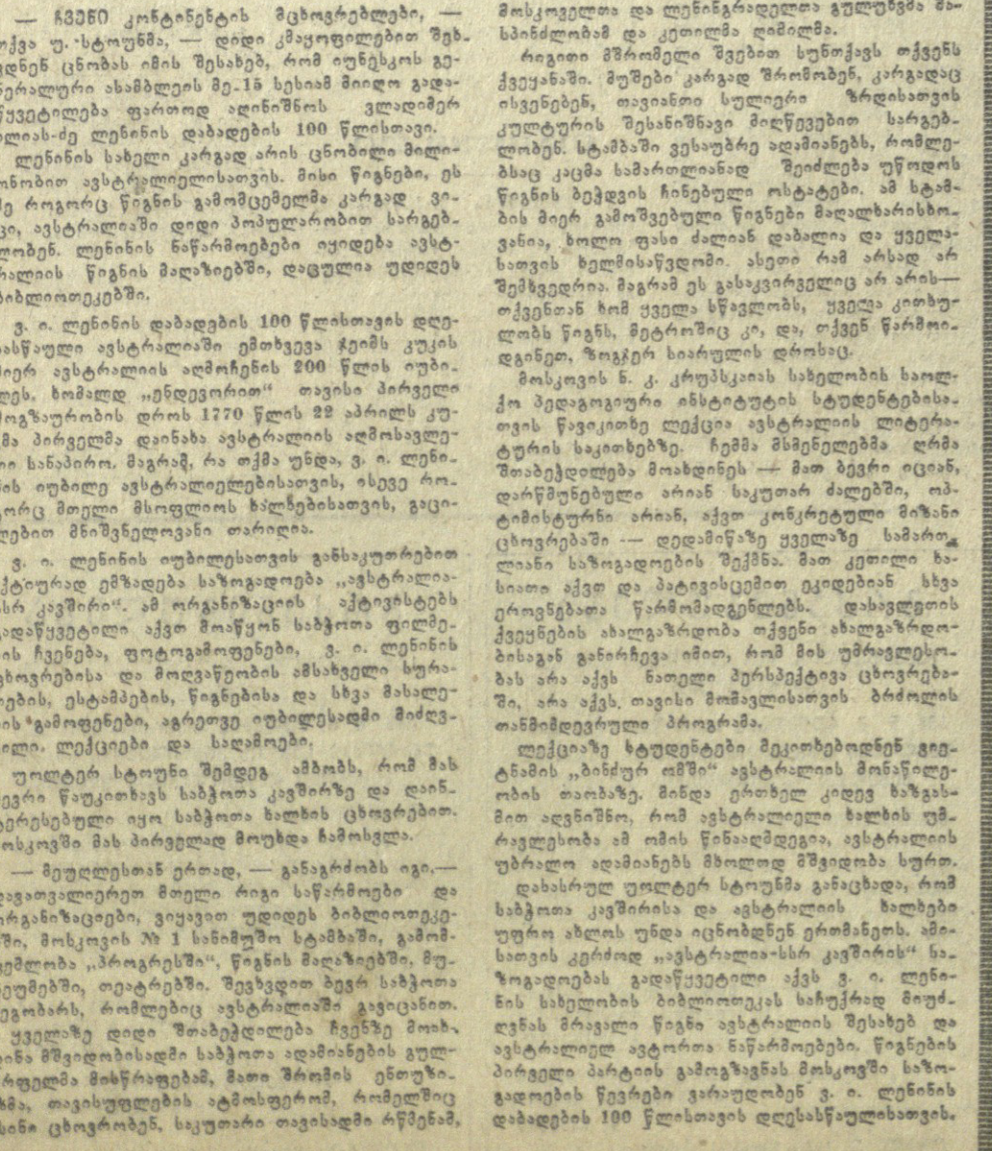 — ჩვენი კონტინენტის მცხოვრებლები, —
თქვა უ. სტოუნმა, — დიდი კმაყოფილებით შეხ-
ვდნენ ცნობას იმის შესახებ, რომ იუნესკოს გე-
ნერალური ასამბლეის მე-15 სესიამ მიიღო გადა-
წყვეტილება ფართოდ აღინიშნოს ვლადიმერ
ილიას-ძე ლენინის დაბადების 100 წლისთავი.
ლენინის სახელი კარგად არის ცნობილი მილი-
ონობით ავსტრალიელისათვის. მისი წიგნები, ეს
მე როგორც წიგნის გამომცემელმა კარგად ვი-
ცი, ავსტრალიაში დიდი პოპულარობით სარგებ-
ლობენ. ლენინის ნაწარმოებები იყიდება ავსტ-
რალიის წიგნის მაღაზიებში, დაცულია უდიდეს
ბიბლიოთეკებში.
ვ. ი. ლენინის დაბადების 100 წლისთავის დღე-
სასწაული ავსტრალიაში ემთხვევა ჯეიმს კუკის
მიერ ავსტრალიის აღმოჩენის 200 წლის იუბი-
ლეს. ხომალდ „ენდევორით“ თავისი პირველი
მოგზაურობის დროს 1770 წლის 22 აპრილს კუ-
კმა პირველმა დაინახა ავსტრალიის აღმოსავლე-
თი სანაპირო. მაგრამ, რა თქმა უნდა, ვ. ი. ლენი-
ნის იუბილე ავსტრალიელებისათვის, ისევე რო-
გორც მთელი მსოფლიოს ხალხებისათვის, გაცი-
ლებით მნიშვნელოვანი თარიღია.
ვ. ი. ლენინის იუბილესათვის განსაკუთრებით
აქტიურად ემზადება საზოგადოება „ავსტრალია-
სსრ კავშირი“. ამ ორგანიზაციის აქტივისტებს
გადაწყვეტილი აქვთ მოაწყონ საბჭოთა ფილმე-
ბის ჩვენება, ფოტოგამოფენები, ვ. ი. ლენინის
ცხოვრებისა და მოღვაწეობის ამსახველი სურა-
თების, ესტამპების, წიგნებისა და სხვა მასალე-
ბის გამოფენები, აგრეთვე იუბილესადმი მიძღვ-
ნილი. ლექციები და საღამოები.
უოლტერ სტოუნი შემდეგ ამბობს, რომ მას
ბევრი წაუკითხავს საბჭოთა კავშირზე და დაინ-
ტერესებული იყო საბჭოთა ხალხის ცხოვრებით.
მოსკოვში მას პირველად მოუხდა ჩამოსვლა.
— მეუღლესთან ერთად, — განაგრძობს იგი,—
დავათვალიერეთ მთელი რიგი საწარმოები და
ორგანიზაციები, ვიყავით უდიდეს ბიბლიოთეკე-
ბში, მოსკოვის № 1 სანიმუშო სტამბაში, გამომ-
ცემლობა „პროგრესში“, წიგნის მაღაზიებში, მუ-
ზეუმებში, თეატრებში. შევხვდით ბევრ საბჭოთა
მეგობარს, რომლებიც ავსტრალიაში გავიცანით.
ყველაზე დიდი შთაბეჭდილება ჩვენზე მოახ-
დინა მშვიდობისადმი საბჭოთა ადამიანების გულ-
წრფელმა მისწრაფებამ, მათი შრომის ენთუზი-
აზმა, თავისუფლების ატმოსფერომ, რომელშიც
ისინი ცხოვრობენ, საკუთარი თავისადმი რწმენამ,
მოსკოველთა და ლენინგრადელთა გულუხვმა მა-
სპინძლობამ და კეთილმა ღიმილმა.
რიგითი მშრომელი შვებით სუნთქავს თქვენს
ქვეყანაში. მუშები კარგად შრომობენ, კარგადაც
ისვენებენ, თავიანთი სულიერი ზრდისათვის
კულტურის შესანიშნავი მიღწევებით სარგებ-
ლობენ. სტამბაში ვესაუბრე ადამიანებს, რომლე-
ბსაც კაცმა სამართლიანად შეიძლება უწოდოს
წიგნის ბეჭდვის ჩინებული ოსტატები. ამ სტამ-
ბის მიერ გამოშვებული წიგნები მაღალხარისხო-
ვანია, ხოლო ფასი ძალიან დაბალია და ყველა-
სათვის ხელმისაწვდომი. ასეთი რამ არსად არ
შემხვედრია. მაგრამ ეს გასაკვირველიც არ არის—
თქვენთან ხომ ყველა სწავლობს, ყველა კითხუ-
ლობს წიგნს, მეტროშიც კი, და, თქვენ წარმოი-
დგინეთ, ზოგჯერ სიარულის დროსაც.
მოსკოვის ნ. კ. კრუპსკაიას სახელობის საოლ-
ქო პედაგოგიური ინსტიტუტის სტუდენტებისა-
თვის წავიკითხე ლექცია ავსტრალიის ლიტერა-
ტურის საკითხებზე. ჩემმა მსმენელებმა ღრმა
შთაბეჭდილება მოახდინეს — მათ ბევრი იციან,
დარწმუნებული არიან საკუთარ ძალებში, ოპ-
ტიმისტურნი არიან, აქვთ კონკრეტული მიზანი
ცხოვრებაში — დედამიწაზე ყველაზე სამართ-
ლიანი საზოგადოების შექმნა. მათ კეთილი ხა-
სიათი აქვთ და პატივისცემით ეკიდებიან სხვა
ეროვნებათა წარმომადგენლებს. დასავლეთის
ქვეყნების ახალგაზრდობა თქვენი ახალგაზრდო-
ბისაგან განირჩევა იმით, რომ მის უმრავლესო-
ბას არა აქვს ნათელი პერსპექტივა ცხოვრება-
ში, არა აქვს. თავისი მომავლისათვის ბრძოლის
თანმიმდევრული პროგრამა.
ლექციაზე სტუდენტები მეკითხებოდნენ ვიე-
ტნამის „ბინძურ ომში“ ავსტრალიის მონაწილე-
ობის თაობაზე. მინდა ერთხელ კიდევ ხაზგას-
მით აღვნიშნო, რომ ავსტრალიელი ხალხის უმ-
რავლესობა ამ ომის წინააღმდეგია, ავსტრალიის
უბრალო ადამიანებს მხოლოდ მშვიდობა სურთ.
დასასრულ უოლტერ სტოუნმა განაცხადა, რომ
საბჭოთა კავშირისა და ავსტრალიის ხალხები
უფრო ახლოს უნდა იცნობდნენ ერთმანეთს. ამი-
სათვის კერძოდ „ავსტრალია-სსრ კავშირის“ სა-
ზოგადოებას გადაწყვეტილი აქვს ვ. ი. ლენი-
ნის სახელობის ბიბლიოთეკას საჩუქრად მიუძ-
ღვნას მრავალი წიგნი ავსტრალიის შესახებ და
ავსტრალიელ ავტორთა ნაწარმოებები. წიგნების
პირველი პარტიის გამოგზავნას მოსკოვში საზო-
გადოების წევრები ვარაუდობენ ვ. ი. ლენინის
დაბადების 100 წლისთავის დღესასწაულისათვის.